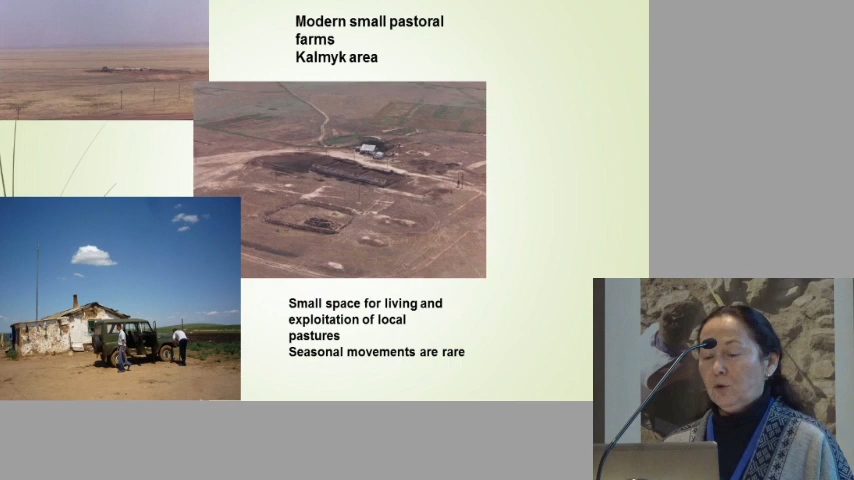 Modern small pastoral
farms
Kalmyk area
Small space for living and
exploitation of local
pastures
Seasonal movements are rare